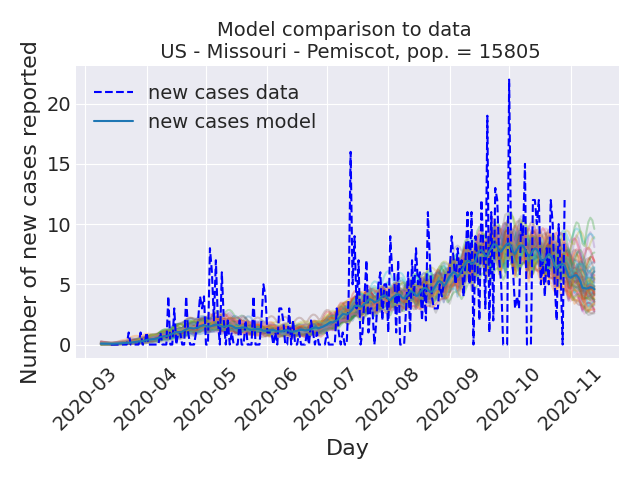 Model comparison to data
US - Missouri - Pemiscot, pop. = 15805
Number of new cases reported
new cases data
new cases model
20
15
10
5
0
2020-03
2020-04
2020-05
2020-06
2020-07
2020-08
2020-09
2020-10
2020-11
Day